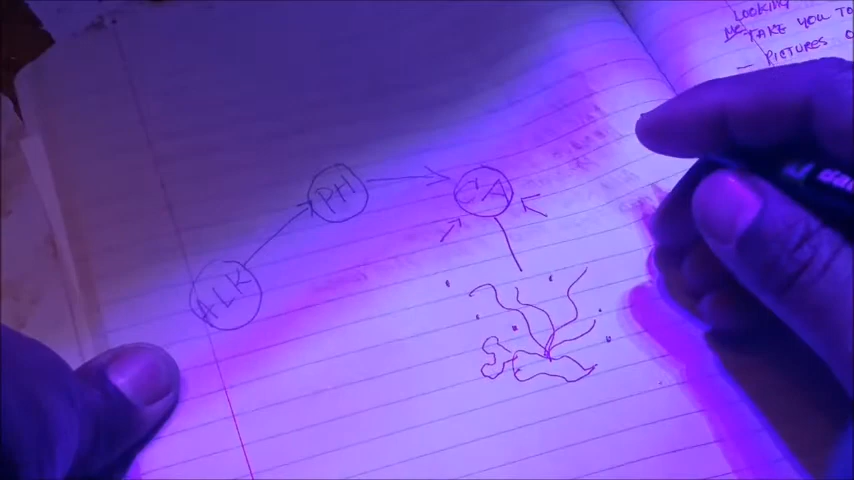 LOOKING
ME TAKE YOU TO
- PICTURES
PH
CA
ALK